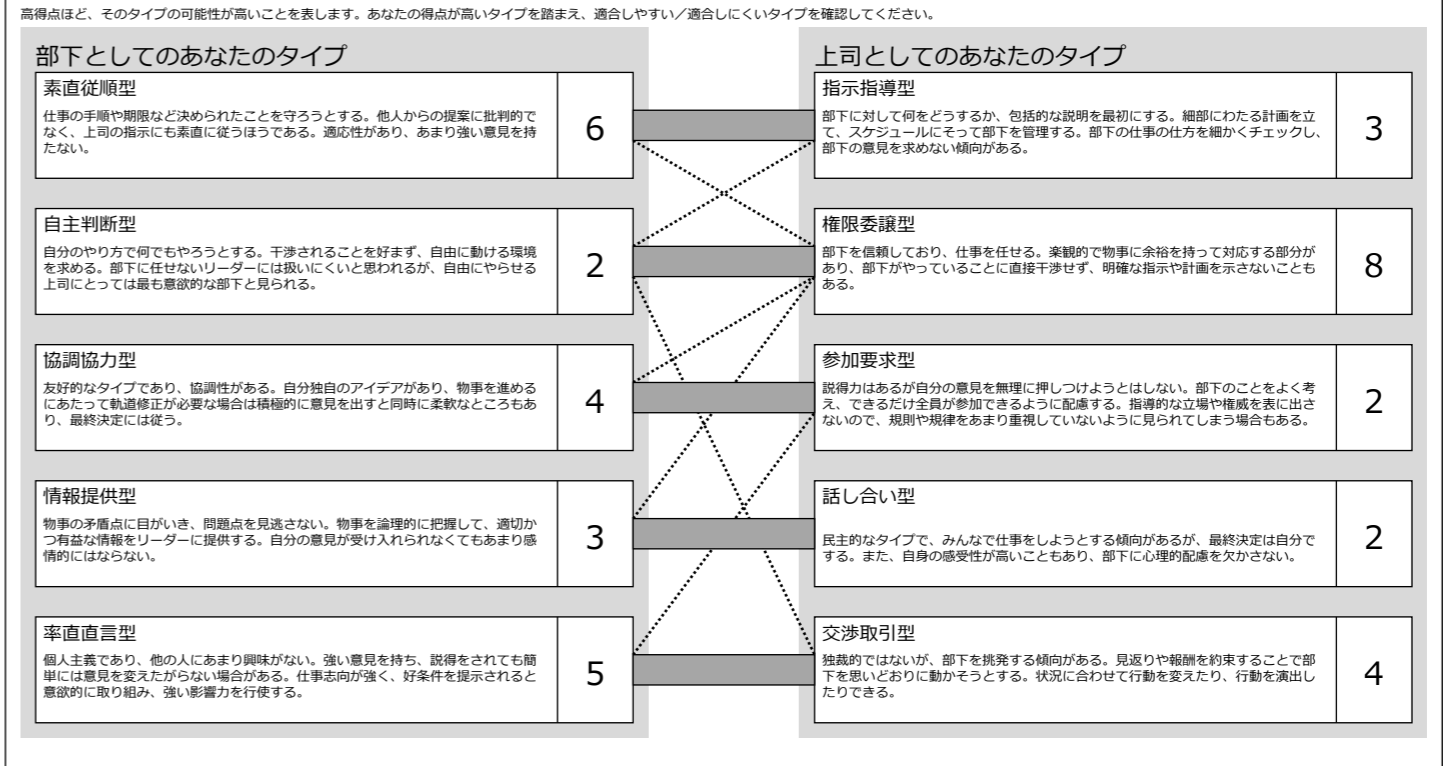 高得点ほど、そのタイプの可能性が高いことを表します。あなたの得点が高いタイプを踏まえ、適合しやすい／適合しにくいタイプを確認してください。
部下としてのあなたのタイプ
素直従順型
仕事の手順や期限など決められたことを守ろうとする。他人からの提案に批判的で
なく、上司の指示にも素直に従うほうである。適応性があり、あまり強い意見を持
たない。
6
自主判断型
自分のやり方で何でもやろうとする。干渉されることを好まず、自由に動ける環境
を求める。部下に任せないリーダーには扱いにくいと思われるが、自由にやらせる
上司にとっては最も意欲的な部下と見られる。
2
協調協力型
友好的なタイプであり、協調性がある。自分独自のアイデアがあり、物事を進める
にあたって軌道修正が必要な場合は積極的に意見を出すと同時に柔軟なところもあ
り、最終決定には従う。
4
情報提供型
物事の矛盾点に目がいき、問題点を見逃さない。物事を論理的に把握して、適切か
つ有益な情報をリーダーに提供する。自分の意見が受け入れられなくてもあまり感
情的にはならない。
3
率直直言型
個人主義であり、他の人にあまり興味がない。強い意見を持ち、説得をされても簡
単には意見を変えたがらない場合がある。仕事志向が強く、好条件を提示されると
意欲的に取り組み、強い影響力を行使する。
5
上司としてのあなたのタイプ
指示指導型
部下に対して何をどうするか、包括的な説明を最初にする。細部にわたる計画を立
て、スケジュールにそって部下を管理する。部下の仕事の仕方を細かくチェックし、
部下の意見を求めない傾向がある。
3
権限委譲型
部下を信頼しており、仕事を任せる。楽観的で物事に余裕を持って対応する部分が
あり、部下がやっていることに直接干渉せず、明確な指示や計画を示さないことも
ある。
8
参加要求型
説得力はあるが自分の意見を無理に押しつけようとはしない。部下のことをよく考
え、できるだけ全員が参加できるように配慮する。指導的な立場や権威を表に出さ
ないので、規則や規律をあまり重視していないように見られてしまう場合もある。
2
話し合い型
民主的なタイプで、みんなで仕事をしようとする傾向があるが、最終決定は自分で
する。また、自身の感受性が高いこともあり、部下に心理的配慮を欠かさない。
2
交渉取引型
独裁的ではないが、部下を挑発する傾向がある。見返りや報酬を約束することで部
下を思いどおりに動かそうとする。状況に合わせて行動を変えたり、行動を演出し
たりできる。
4